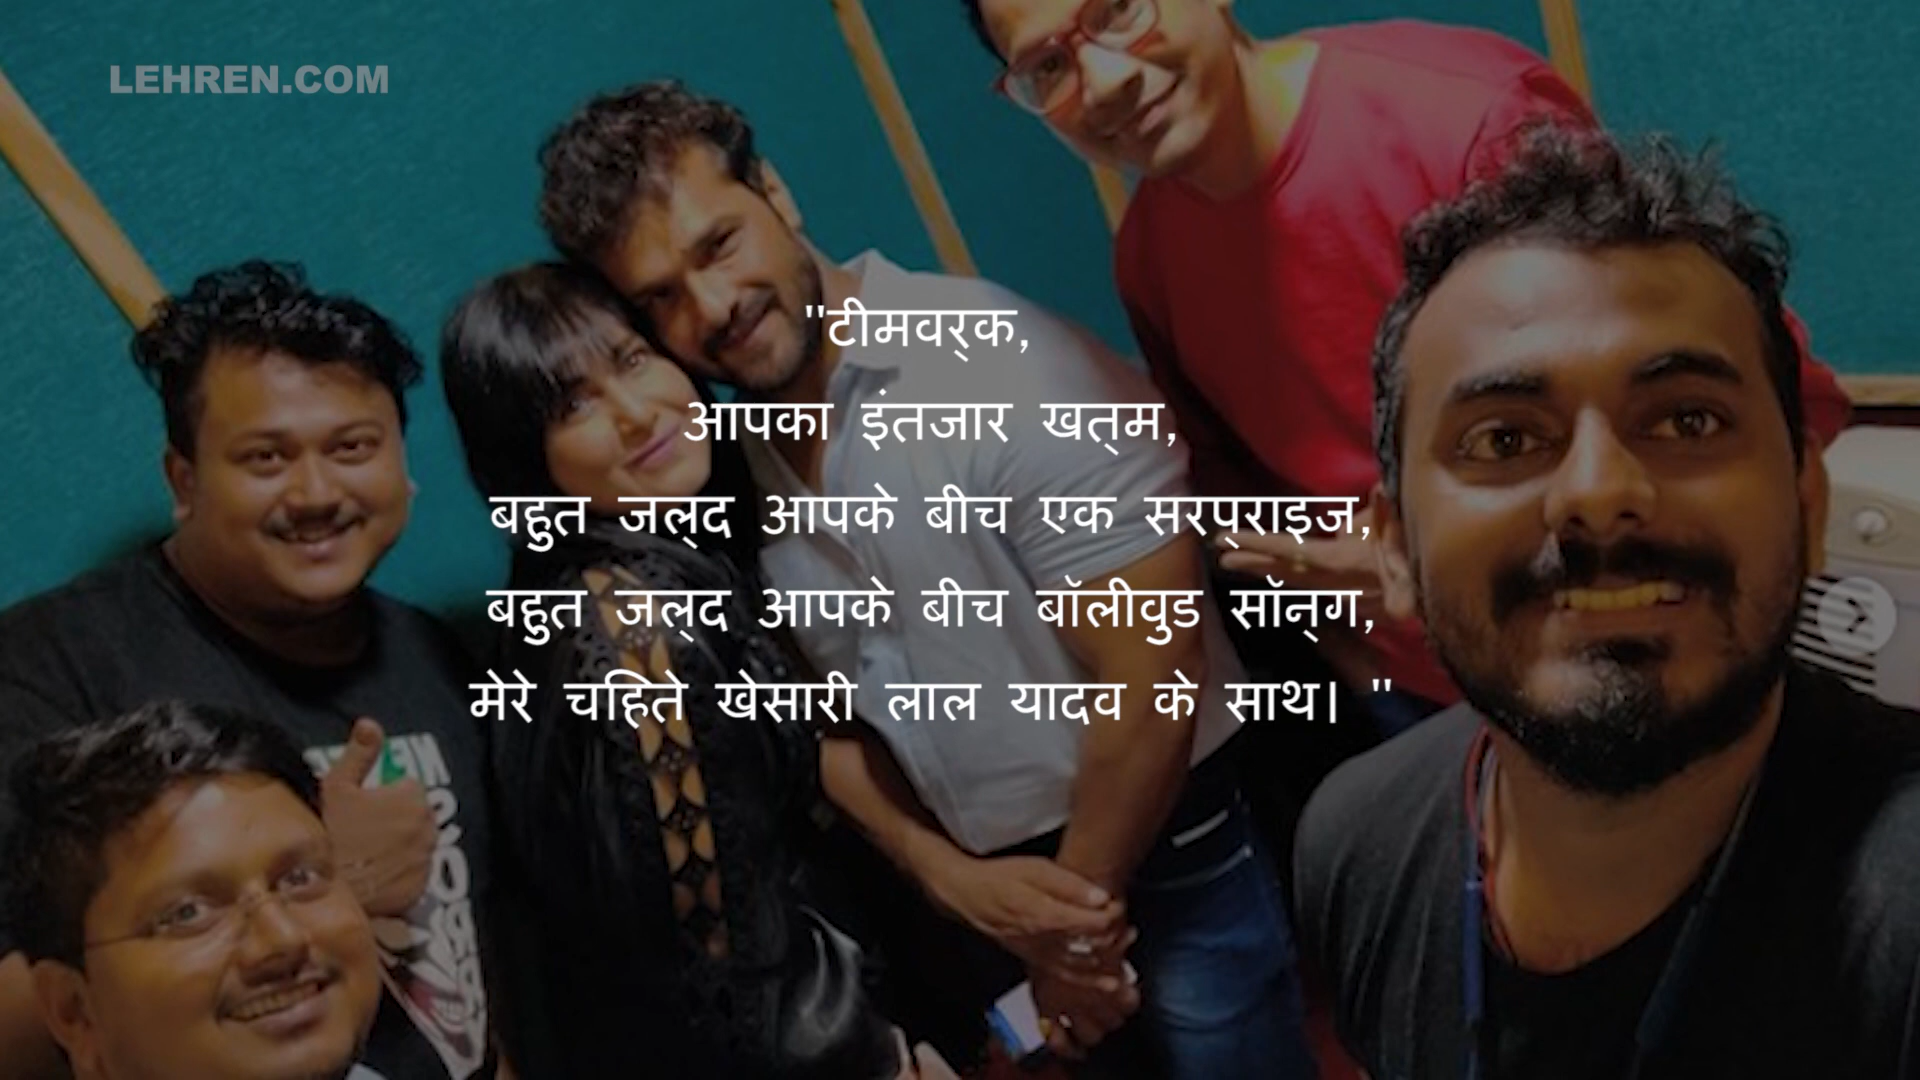 LEHREN.COM
"टीमवर्‌क,
आपका इंतजार खत्‌म,
बहुत जल्‌द आपके बीच एक सरप्‌राइज,
बहुत जल्‌द आपके बीच बॉलीवुड सॉन्‌ग,
मेरे चहिते खेसारी लाल यादव के साथ। "